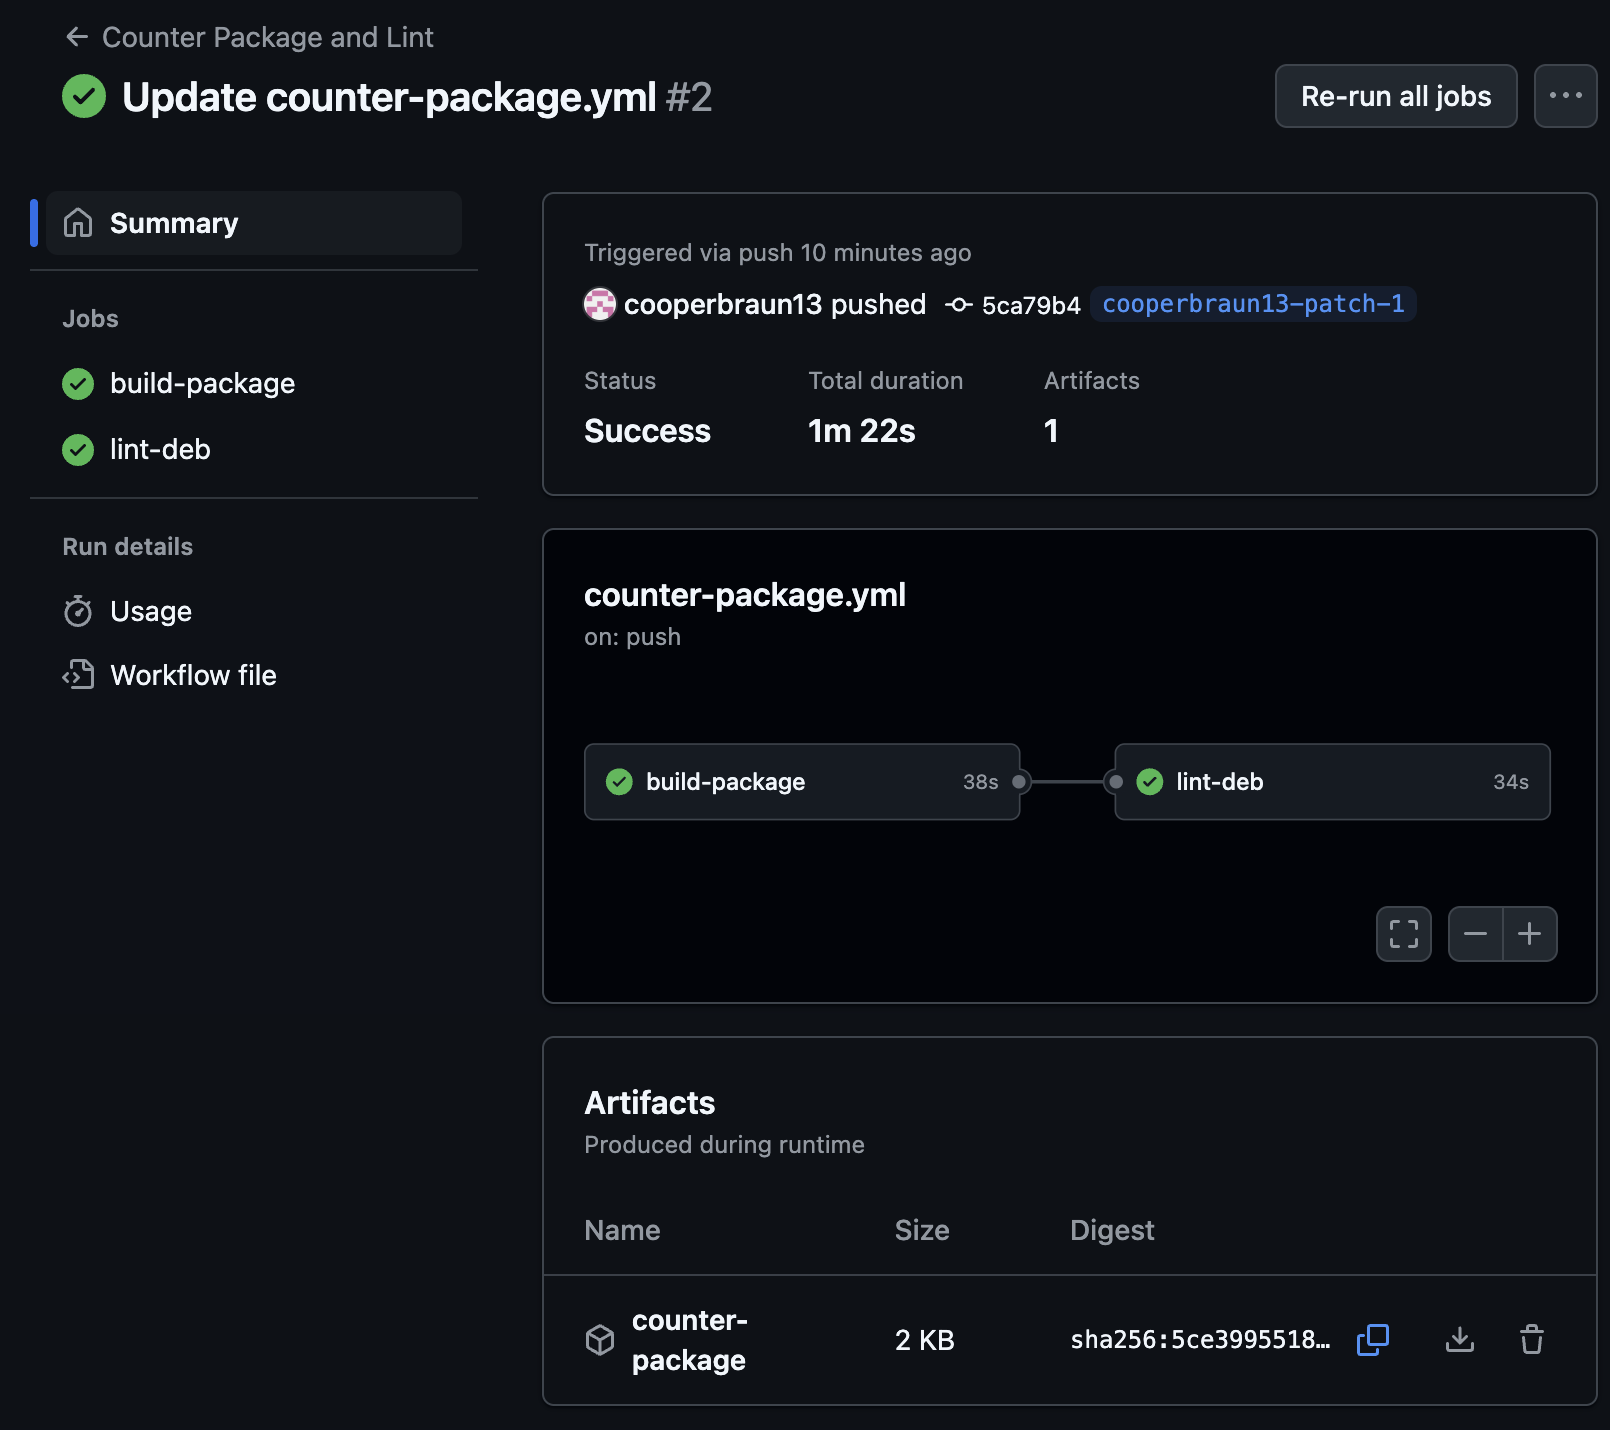 Counter Package and Lint
Update counter-package.yml #2
Re-run all jobs
Summary
Jobs
build-package
lint-deb
Run details
Usage
Workflow file
Triggered via push 10 minutes ago
cooperbraun13 pushed 5ca79b4 cooperbraun13-patch-1
Status Total duration Artifacts
Success 1m 22s 1
counter-package.yml
on: push
build-package 38s lint-deb 34s
Artifacts
Produced during runtime
Name Size Digest
counter-
package 2 KB sha256:5ce3995518…